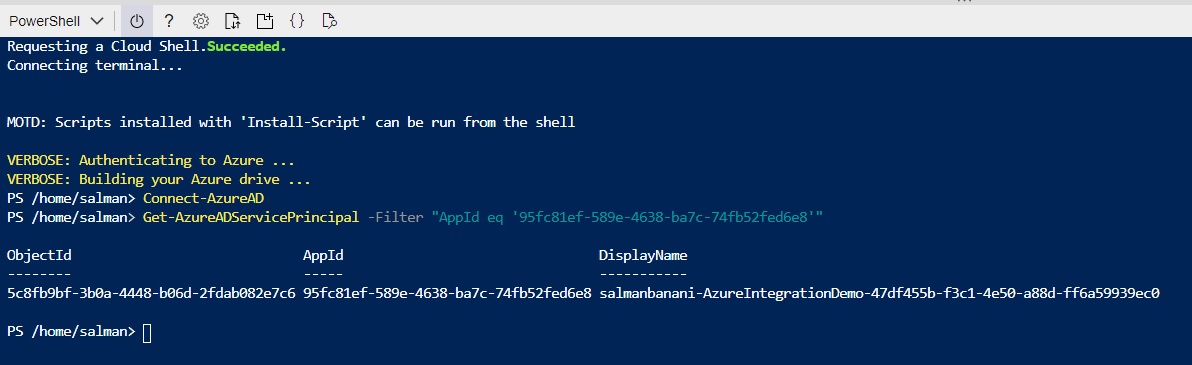 PowerShell
Requesting a Cloud Shell.Succeeded.
Connecting terminal...
MOTD: Scripts installed with 'Install-Script' can be run from the shell
VERBOSE: Authenticating to Azure ...
VERBOSE: Building your Azure drive ...
PS /home/salman> Connect-AzureAD
PS /home/salman> Get-AzureADServicePrincipal -Filter "AppId eq '95fc81ef-589e-4638-ba7c-74fb52fed6e8'"
ObjectId AppId DisplayName
-------- ----- -----------
5c8fb9bf-3b0a-4448-b06d-2fdab082e7c6 95fc81ef-589e-4638-ba7c-74fb52fed6e8 salmanbanani-AzureIntegrationDemo-47df455b-f3c1-4e50-a88d-ff6a59939ec0
PS /home/salman>